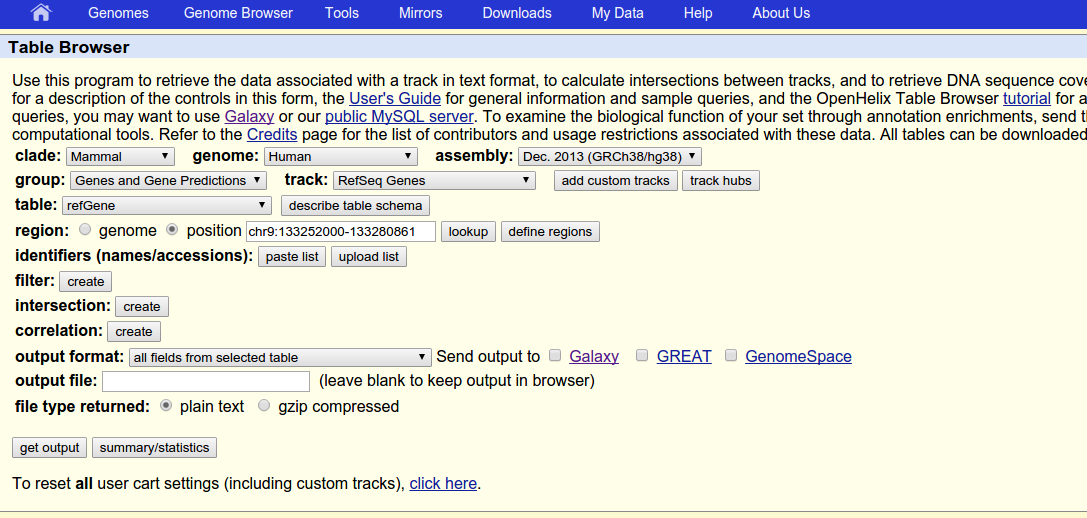 Genomes Genome Browser Tools Mirrors Downloads My Data Help About Us
Table Browser
Use this program to retrieve the data associated with a track in text format, to calculate intersections between tracks, and to retrieve DNA sequence cove
for a description of the controls in this form, the User's Guide for general information and sample queries, and the OpenHelix Table Browser tutorial for a
queries, you may want to use Galaxy or our public MySQL server. To examine the biological function of your set through annotation enrichments, send t
computational tools. Refer to the Credits page for the list of contributors and usage restrictions associated with these data. All tables can be downloaded
clade: Mammal genome: Human assembly: Dec. 2013 (GRCh38/hg38)
group: Genes and Gene Predictions track: RefSeq Genes add custom tracks track hubs
table: refGene describe table schema
region: genome position chr9:133252000-133280861 lookup define regions
identifiers (names/accessions): paste list upload list
filter: create
intersection: create
correlation: create
output format: all fields from selected table Send output to Galaxy GREAT GenomeSpace
output file: (leave blank to keep output in browser)
file type returned: plain text gzip compressed
get output summary/statistics
To reset all user cart settings (including custom tracks), click here.